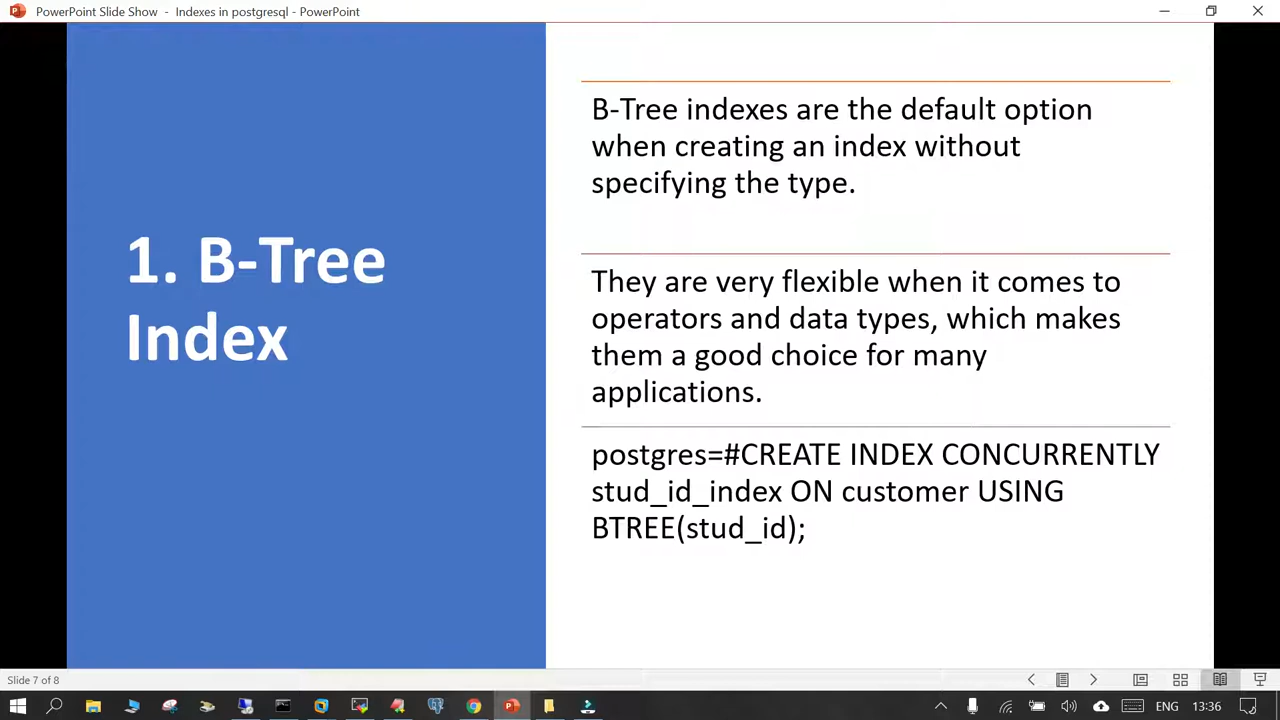 PowerPoint Slide Show - Indexes in postgresql - PowerPoint
1. B-Tree
Index
B-Tree indexes are the default option
when creating an index without
specifying the type.
They are very flexible when it comes to
operators and data types, which makes
them a good choice for many
applications.
postgres=#CREATE INDEX CONCURRENTLY
stud_id_index ON customer USING
BTREE(stud_id);
Slide 7 of 8
ENG
13:36